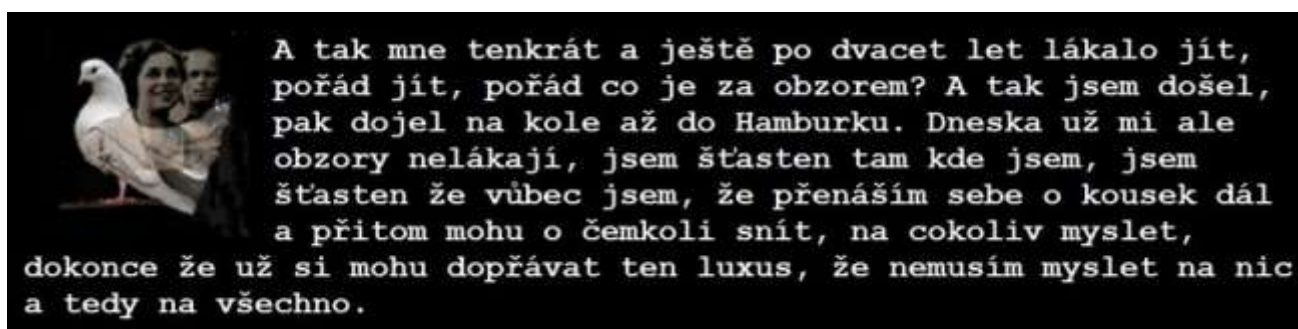 A tak mne tenkrát a ještě po dvacet let lákalo jít,
pořád jít, pořád co je za obzorem? A tak jsem došel,
pak dojel na kole až do Hamburku. Dneska už mi ale
obzory nelákají, jsem šťasten tam kde jsem, jsem
šťasten že vůbec jsem, že přenáším sebe o kousek dál
a přitom mohu o čemkoli snít, na cokoliv myslet,
dokonce že už si mohu dopřávat ten luxus, že nemusím myslet na nic
a tedy na všechno.